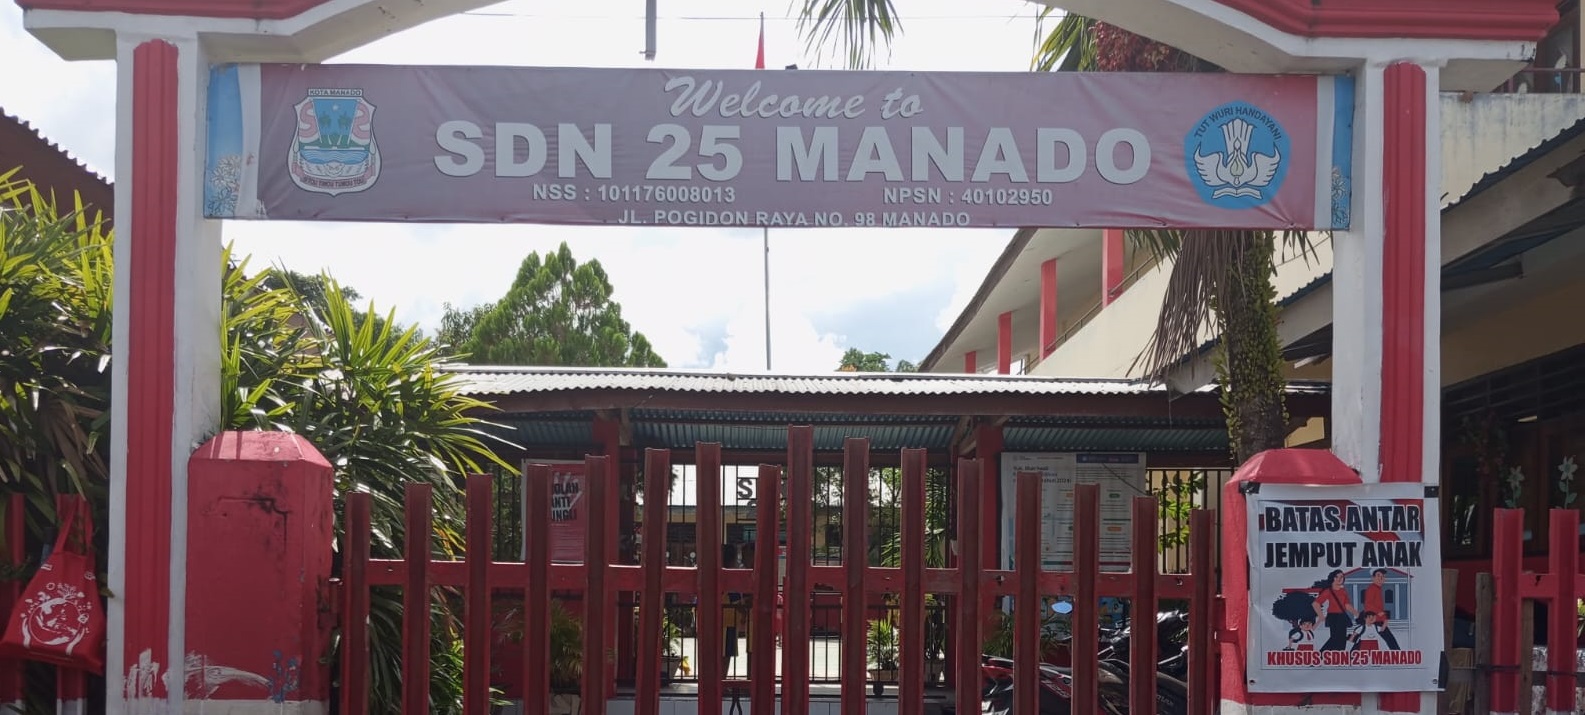 KOTA MANADO
Welcome to
SDN 25 MANADO
NSS : 101176008013
NPSN : 40102950
JL. POGIDON RAYA NO. 98 MANADO
TUT WURI HANDAYANI
BATAS ANTAR
JEMPUT ANAK
KHUSUS SDN 25 MANADO